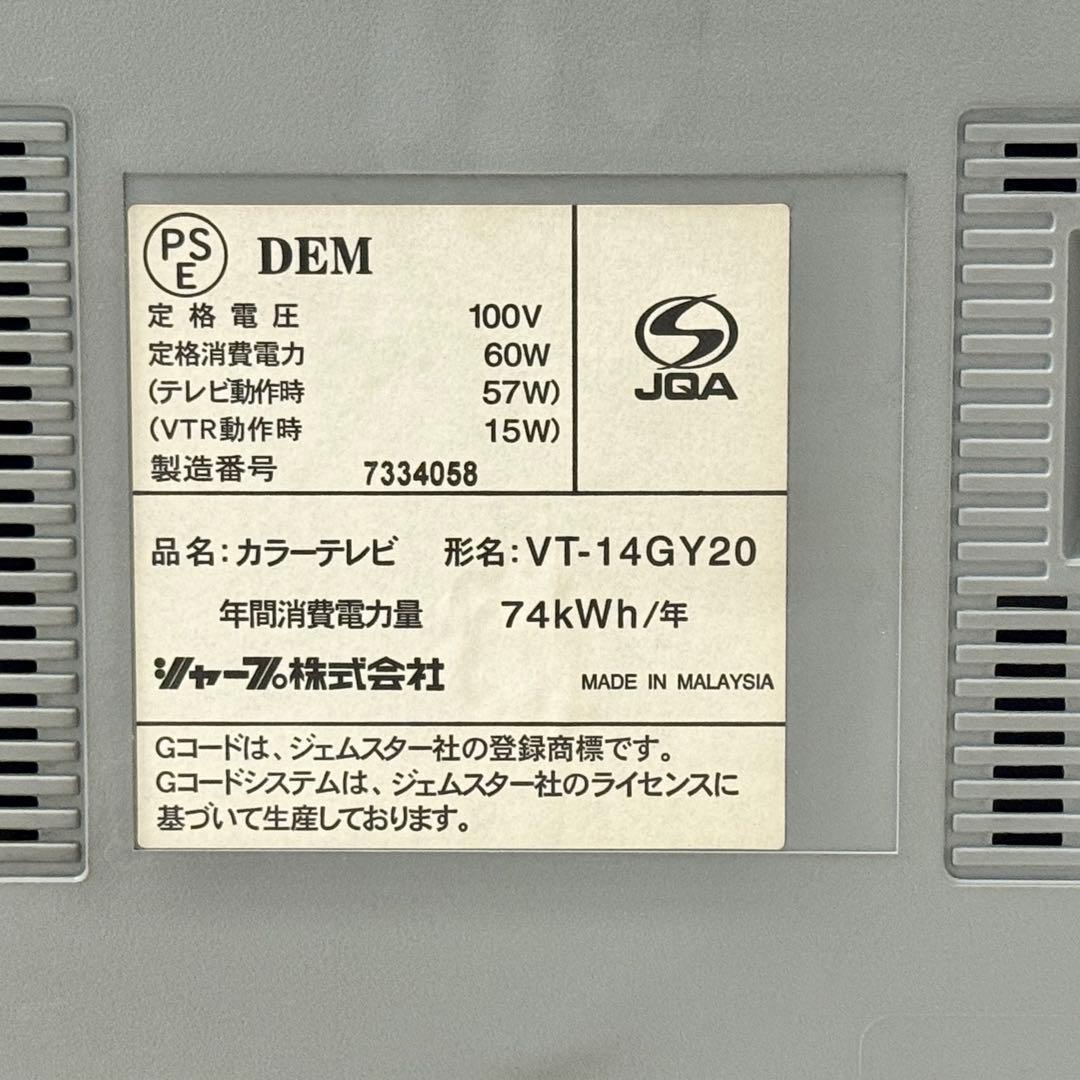 PS
E
DEM
定格電圧 100V
定格消費電力 60W
(テレビ動作時 57W)
(VTR動作時 15W)
製造番号 7334058
JQA
品名:カラーテレビ 形名:VT-14GY20
年間消費電力量 74kWh/年
シャープ株式会社 MADE IN MALAYSIA
Gコードは、ジェムスター社の登録商標です。
Gコードシステムは、ジェムスター社のライセンスに
基づいて生産しております。